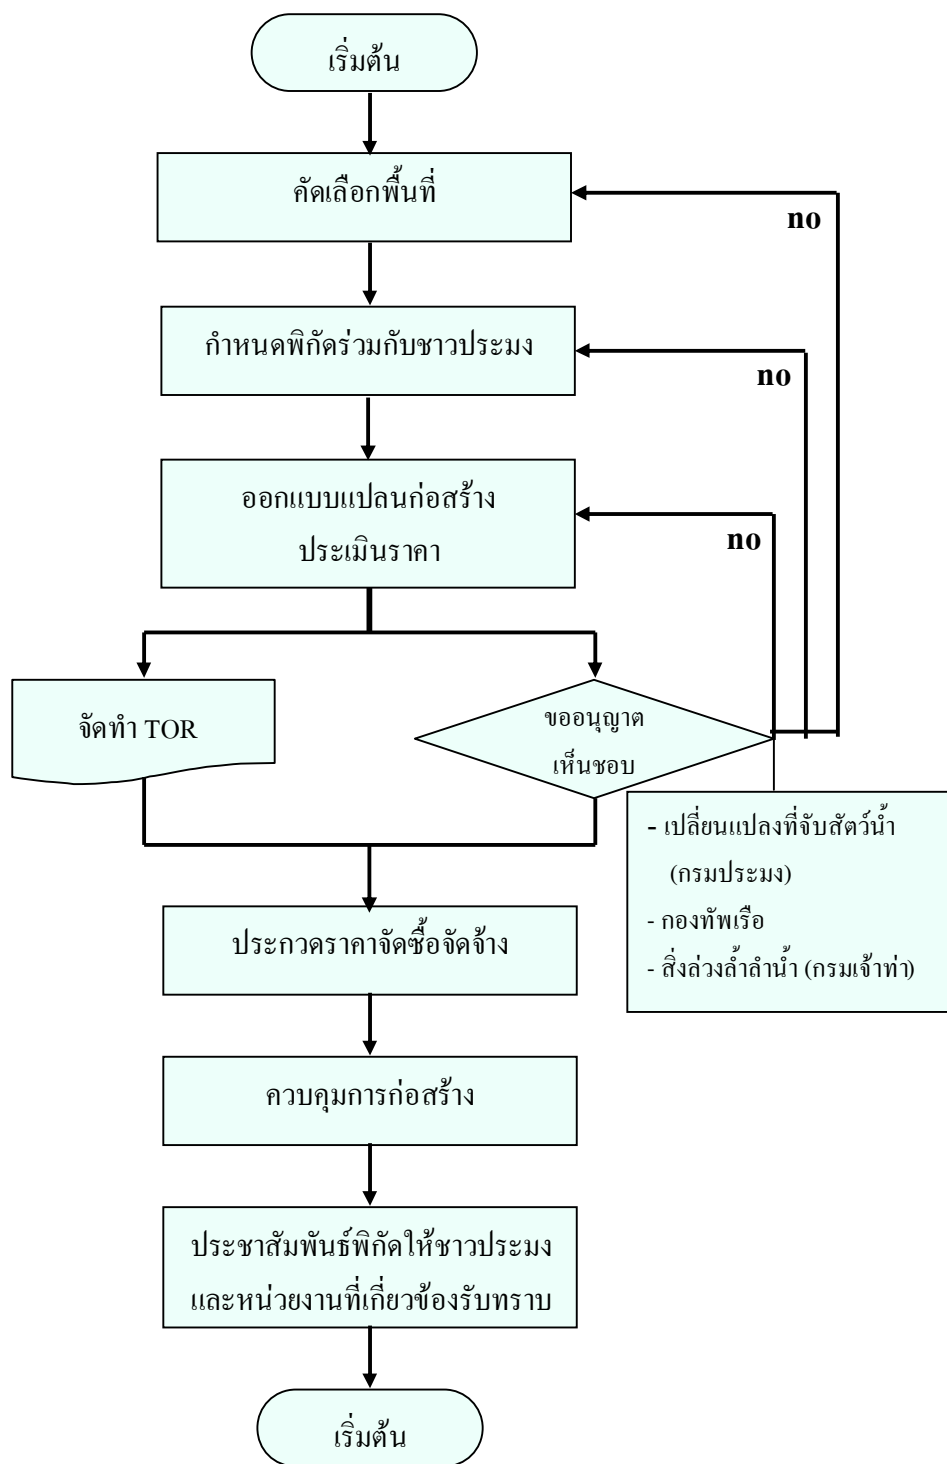 เริ่มต้น
คัดเลือกพื้นที่
no
กำหนดพิกัดร่วมกับชาวประมง
no
ออกแบบแปลนก่อสร้าง
ประเมินราคา
no
จัดทำ TOR
ขออนุญาต
เห็นชอบ
- เปลี่ยนแปลงที่จับสัตว์น้ำ
(กรมประมง)
- กองทัพเรือ
- สิ่งล่วงล้ำลำน้ำ (กรมเจ้าท่า)
ประกวดราคาจัดซื้อจัดจ้าง
ควบคุมการก่อสร้าง
ประชาสัมพันธ์พิกัดให้ชาวประมง
และหน่วยงานที่เกี่ยวข้องรับทราบ
เริ่มต้น